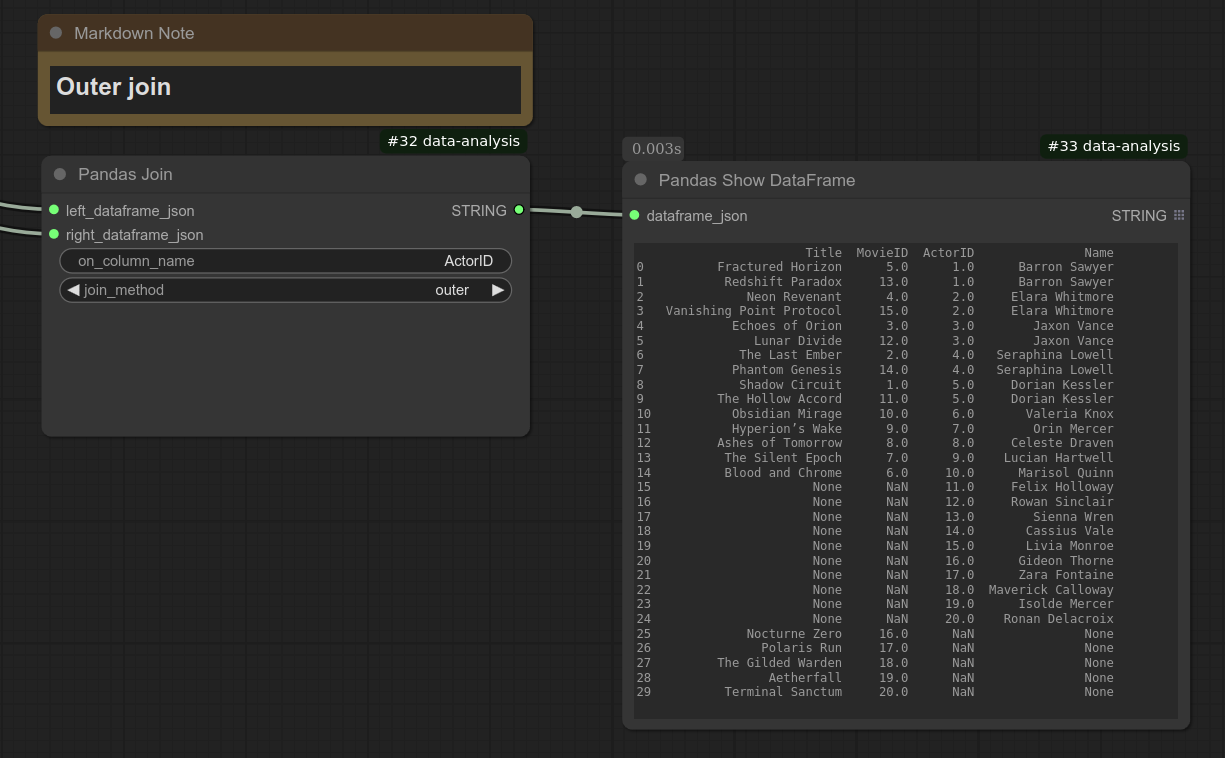 Markdown Note
Outer join
#32 data-analysis
Pandas Join
left_dataframe_json STRING
right_dataframe_json
on_column_name ActorID
join_method outer
0.003s
#33 data-analysis
Pandas Show DataFrame
dataframe_json STRING
Title MovieID ActorID Name
0 Fractured Horizon 5.0 1.0 Barron Sawyer
1 Redshift Paradox 13.0 1.0 Barron Sawyer
2 Neon Revenant 4.0 2.0 Elara Whitmore
3 Vanishing Point Protocol 15.0 2.0 Elara Whitmore
4 Echoes of Orion 3.0 3.0 Jaxon Vance
5 Lunar Divide 12.0 3.0 Jaxon Vance
6 The Last Ember 2.0 4.0 Seraphina Lowell
7 Phantom Genesis 14.0 4.0 Seraphina Lowell
8 Shadow Circuit 1.0 5.0 Dorian Kessler
9 The Hollow Accord 11.0 5.0 Dorian Kessler
10 Obsidian Mirage 10.0 6.0 Valeria Knox
11 Hyperion’s Wake 9.0 7.0 Orin Mercer
12 Ashes of Tomorrow 8.0 8.0 Celeste Draven
13 The Silent Epoch 7.0 9.0 Lucian Hartwell
14 Blood and Chrome 6.0 10.0 Marisol Quinn
15 None NaN 11.0 Felix Holloway
16 None NaN 12.0 Rowan Sinclair
17 None NaN 13.0 Sienna Wren
18 None NaN 14.0 Cassius Vale
19 None NaN 15.0 Livia Monroe
20 None NaN 16.0 Gideon Thorne
21 None NaN 17.0 Zara Fontaine
22 None NaN 18.0 Maverick Calloway
23 None NaN 19.0 Isolde Mercer
24 None NaN 20.0 Ronan Delacroix
25 Nocturne Zero 16.0 NaN None
26 Polaris Run 17.0 NaN None
27 The Gilded Warden 18.0 NaN None
28 Aetherfall 19.0 NaN None
29 Terminal Sanctum 20.0 NaN None